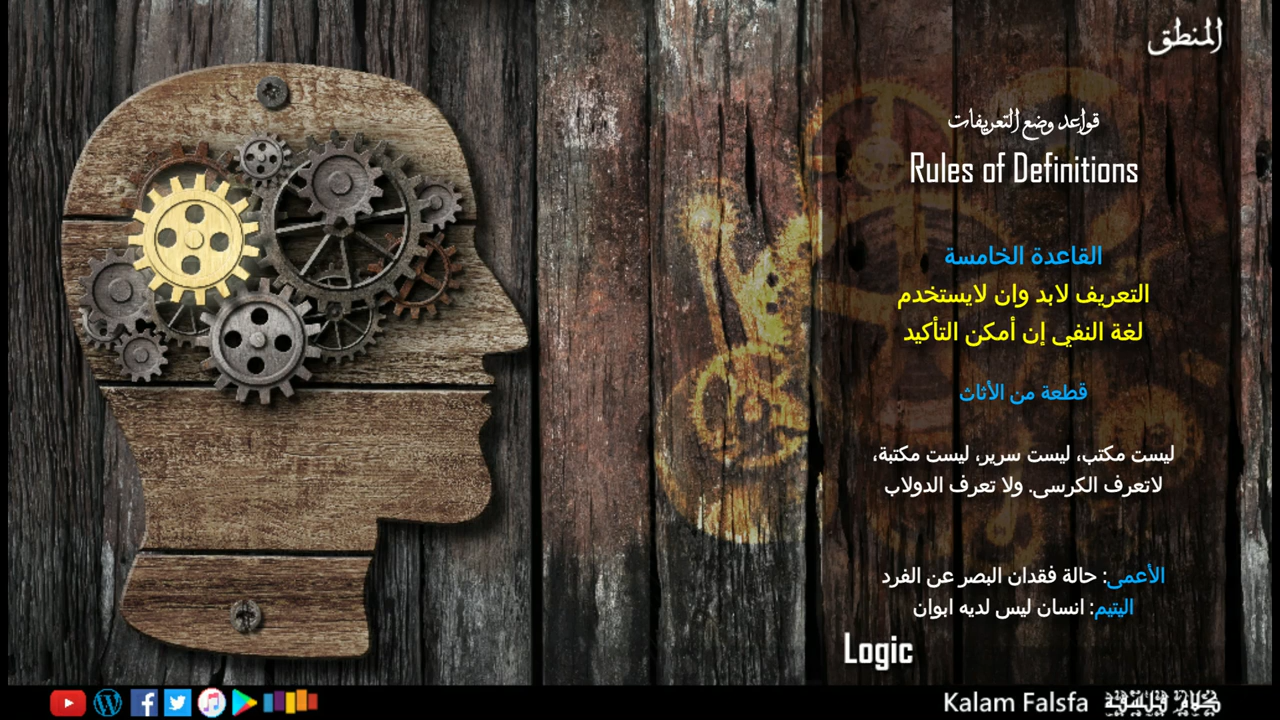 المنطق
قواعد وضع التعريفات
Rules of Definitions
القاعدة الخامسة
التعريف لابد وان لايستخدم
لغة النفي إن أمكن التأكيد
قطعة من الأثاث
ليست مكتب، ليست سرير، ليست مكتبة،
لاتعرف الكرسى. ولا تعرف الدولاب
الأعمى: حالة فقدان البصر عن الفرد
اليتيم: انسان ليس لديه ابوان
Logic
Kalam Falsfa كلام فلسفة